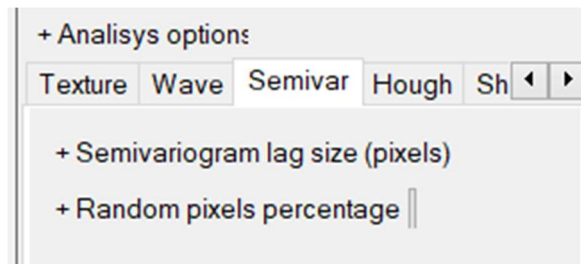 + Analisys options
Texture Wave Semivar Hough Sh
+ Semivariogram lag size (pixels)
+ Random pixels percentage